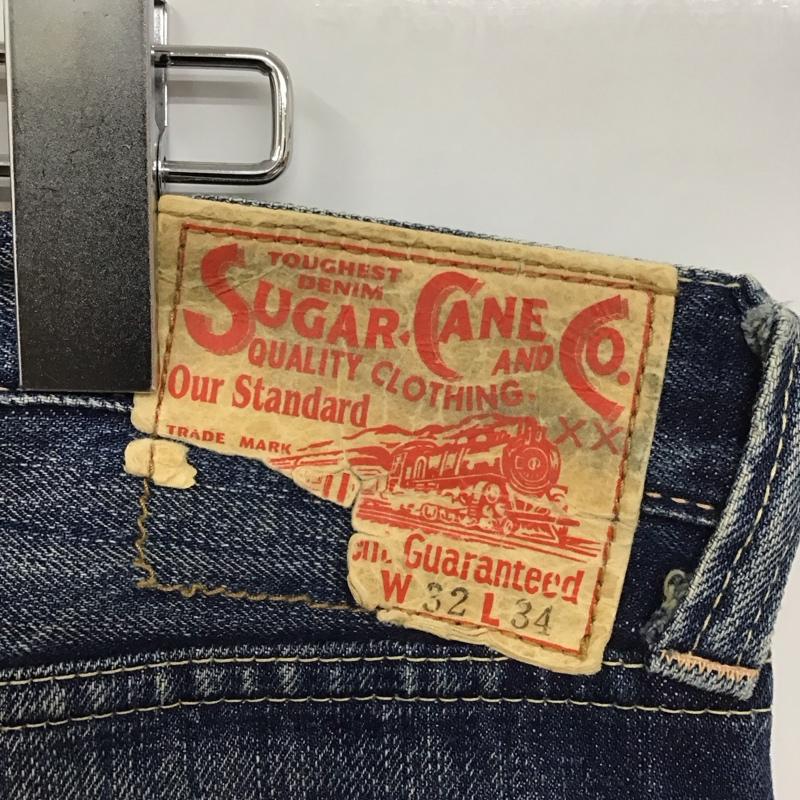 TOUGHEST
DENIM
SUGAR CANE AND CO.
QUALITY CLOTHING.
Our Standard XX
TRADE MARK
Guaranteed
W 32 L 34